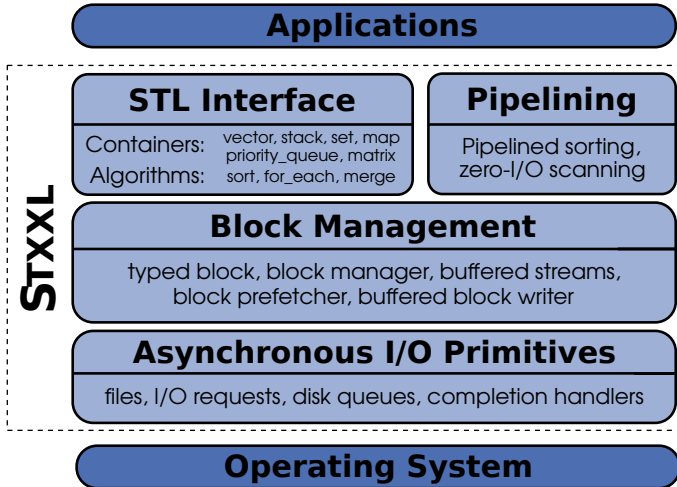 Applications
STL Interface
Containers: vector, stack, set, map
priority_queue, matrix
Algorithms: sort, for_each, merge
Pipelining
Pipelined sorting,
zero-I/O scanning
STXXL
Block Management
typed block, block manager, buffered streams,
block prefetcher, buffered block writer
Asynchronous I/O Primitives
files, I/O requests, disk queues, completion handlers
Operating System